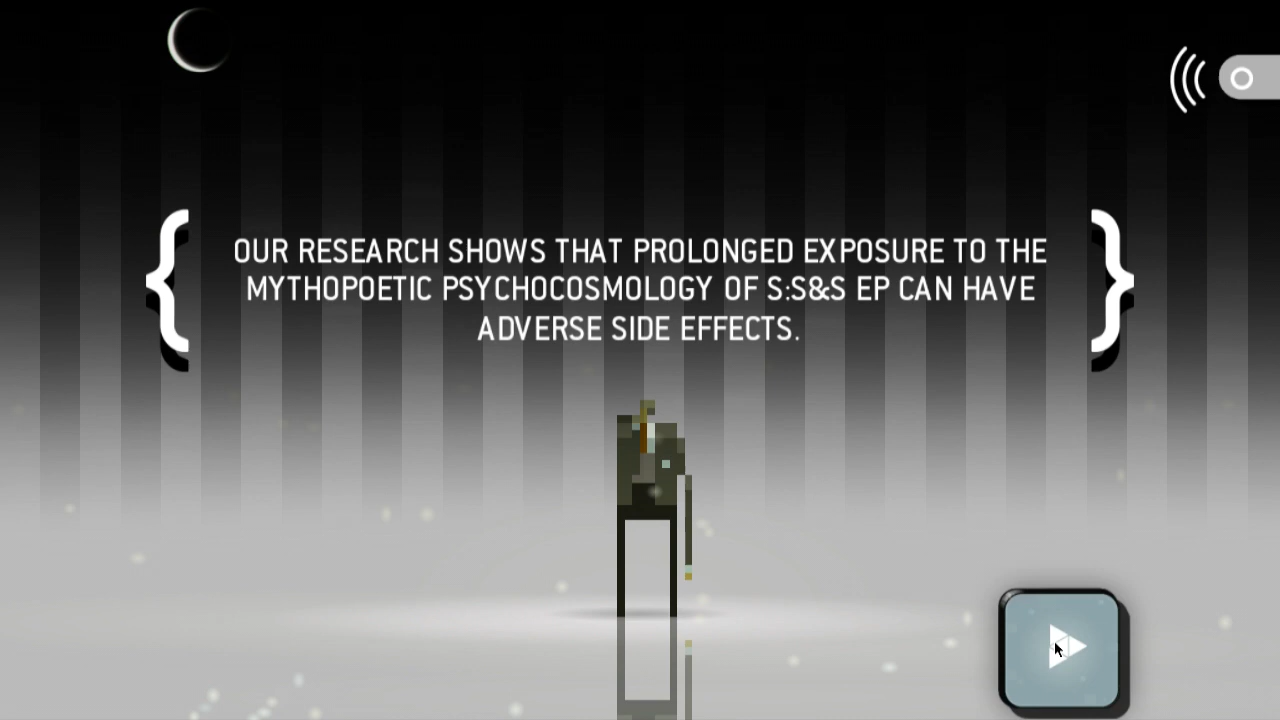 OUR RESEARCH SHOWS THAT PROLONGED EXPOSURE TO THE
MYTHOPOETIC PSYCHOCOSMOLOGY OF S:S&S EP CAN HAVE
ADVERSE SIDE EFFECTS.